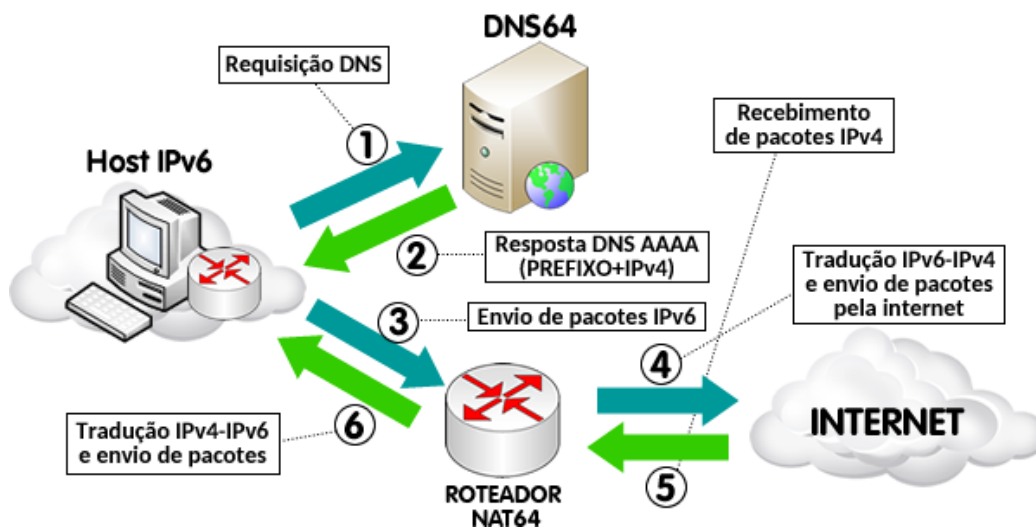 DNS64
Requisição DNS
1
Recebimento
de pacotes IPv4
Host IPv6
2
Resposta DNS AAAA
(PREFIXO+IPv4)
Tradução IPv6-IPv4
e envio de pacotes
pela internet
3
Envio de pacotes IPv6
4
INTERNET
Tradução IPv4-IPv6
e envio de pacotes
6
5
ROTEADOR
NAT64